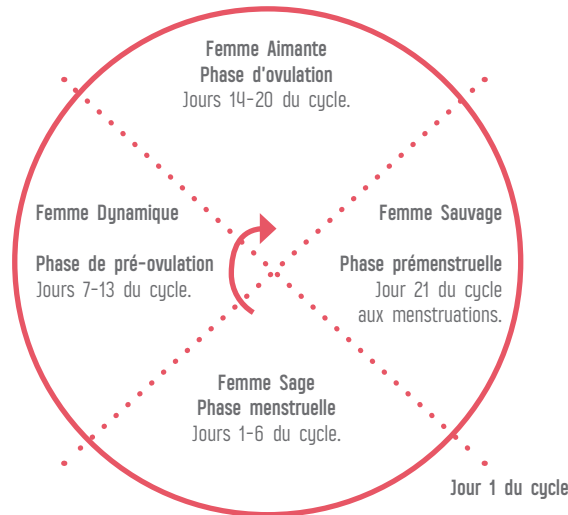 Femme Aimante
Phase d'ovulation
Jours 14-20 du cycle.
Femme Dynamique
Phase de pré-ovulation
Jours 7-13 du cycle.
Femme Sauvage
Phase prémenstruelle
Jour 21 du cycle
aux menstruations.
Femme Sage
Phase menstruelle
Jours 1-6 du cycle.
Jour 1 du cycle